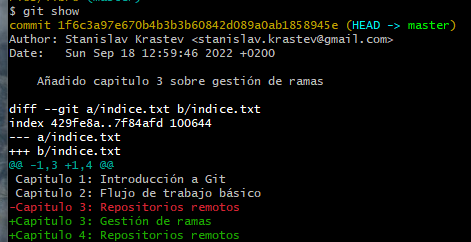 $ git show
commit 1f6c3a97e670b4b3b3b60842d089a0ab1858945e (HEAD -> master)
Author: Stanislav Krastev <stanislav.krastev@gmail.com>
Date:   Sun Sep 18 12:59:46 2022 +0200
Añadido capitulo 3 sobre gestión de ramas
diff --git a/indice.txt b/indice.txt
index 429fe8a..7f84afd 100644
--- a/indice.txt
+++ b/indice.txt
@@ -1,3 +1,4 @@
Capitulo 1: Introducción a Git
Capitulo 2: Flujo de trabajo básico
-Capitulo 3: Repositorios remotos
+Capitulo 3: Gestión de ramas
+Capitulo 4: Repositorios remotos